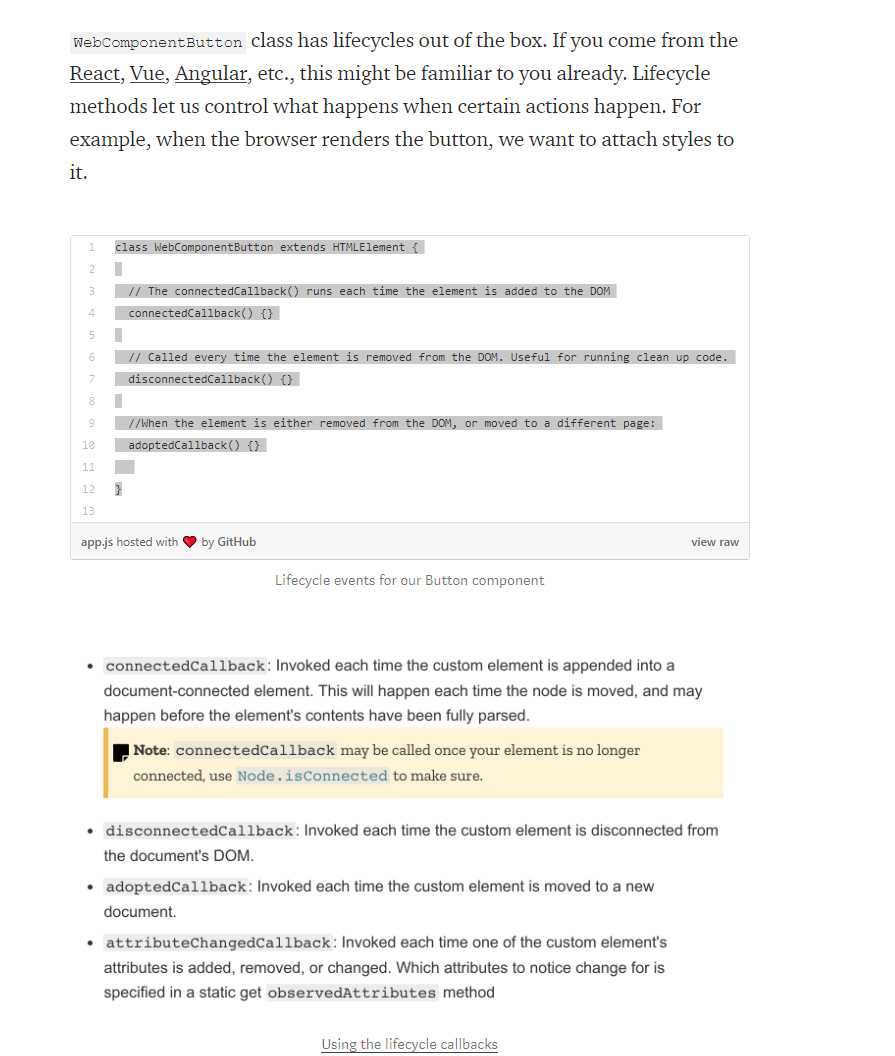 WebComponentButton class has lifecycles out of the box. If you come from the
React, Vue, Angular, etc., this might be familiar to you already. Lifecycle
methods let us control what happens when certain actions happen. For
example, when the browser renders the button, we want to attach styles to
it.
1 class WebComponentButton extends HTMLElement {
2
3 // The connectedCallback() runs each time the element is added to the DOM
4 connectedCallback() {}
5
6 // Called every time the element is removed from the DOM. Useful for running clean up code.
7 disconnectedCallback() {}
8
9 //When the element is either removed from the DOM, or moved to a different page:
10 adoptedCallback() {}
11
12 }
13
app.js hosted with ❤ by GitHub view raw
Lifecycle events for our Button component
• connectedCallback: Invoked each time the custom element is appended into a
document-connected element. This will happen each time the node is moved, and may
happen before the element's contents have been fully parsed.
Note: connectedCallback may be called once your element is no longer
connected, use Node.isConnected to make sure.
• disconnectedCallback: Invoked each time the custom element is disconnected from
the document's DOM.
• adoptedCallback: Invoked each time the custom element is moved to a new
document.
• attributeChangedCallback: Invoked each time one of the custom element's
attributes is added, removed, or changed. Which attributes to notice change for is
specified in a static get observedAttributes method
Using the lifecycle callbacks